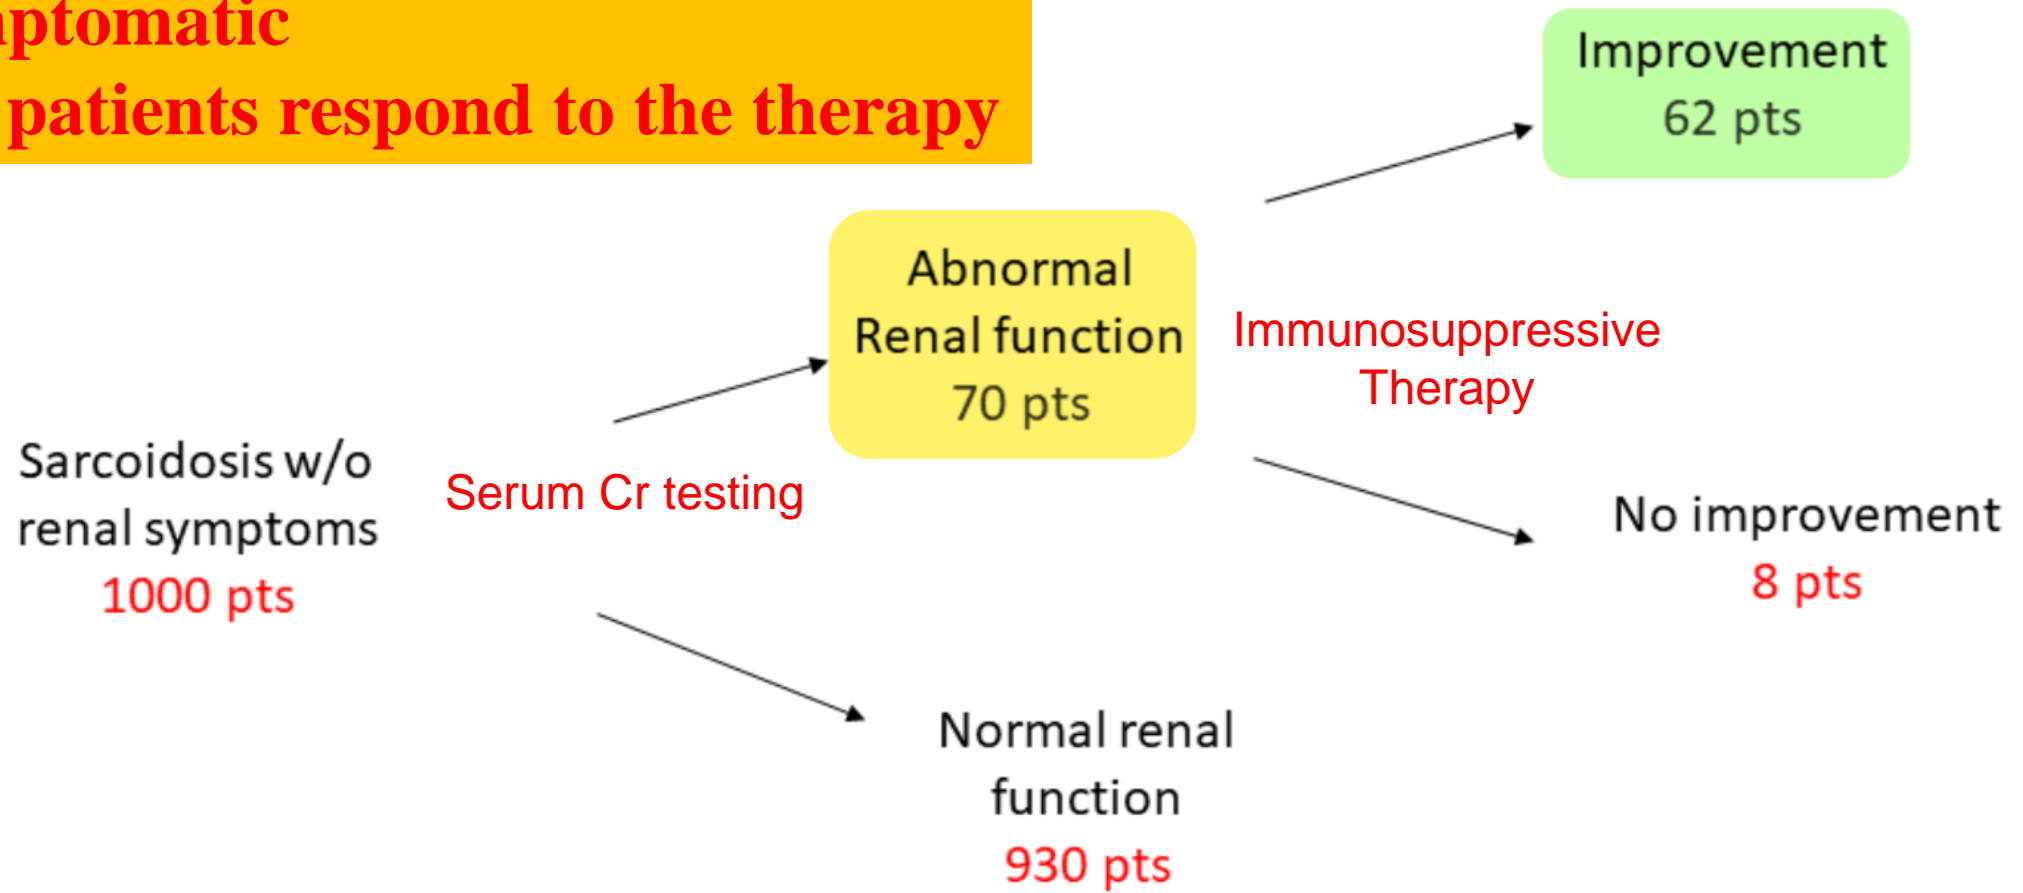 patients respond to the therapy
Improvement
62 pts
Abnormal
Renal function
70 pts
Immunosuppressive
Therapy
Sarcoidosis w/o
renal symptoms
1000 pts
Serum Cr testing
No improvement
8 pts
Normal renal
function
930 pts